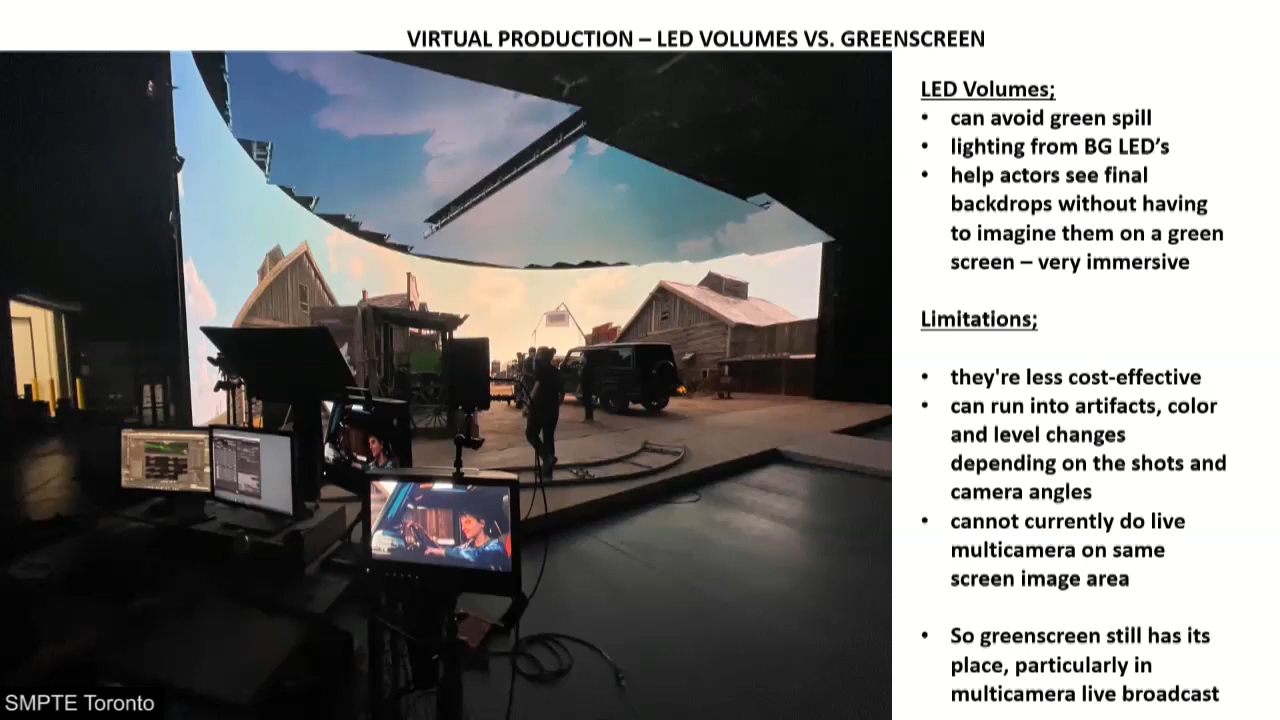 VIRTUAL PRODUCTION – LED VOLUMES VS. GREENSCREEN
LED Volumes;
• can avoid green spill
• lighting from BG LED's
• help actors see final
backdrops without having
to imagine them on a green
screen – very immersive
Limitations;
• they're less cost-effective
• can run into artifacts, color
and level changes
depending on the shots and
camera angles
• cannot currently do live
multicamera on same
screen image area
• So greenscreen still has its
place, particularly in
multicamera live broadcast
SMPTE Toronto